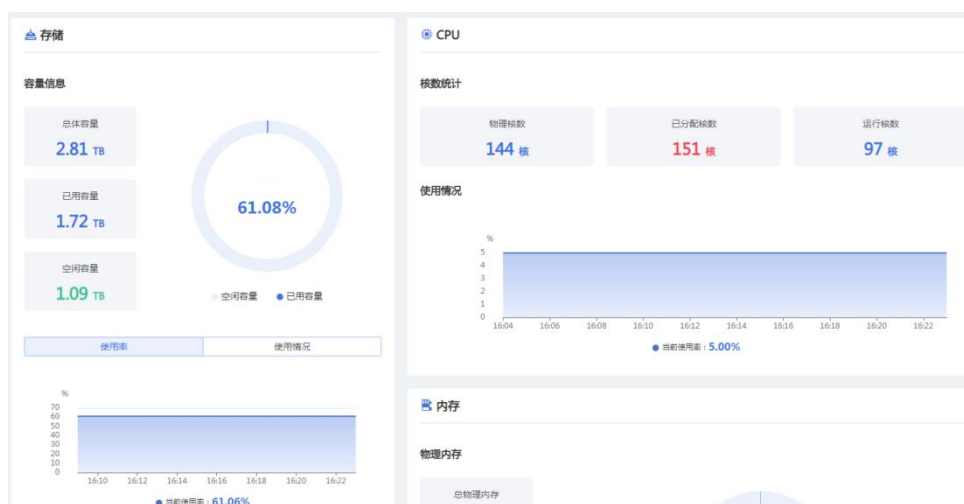 存储
容量信息
总体容量
2.81 TB
已用容量
1.72 TB
空闲容量
1.09 TB
61.08%
空闲容量 已用容量
使用率 使用情况
%
70
60
50
40
30
20
10
0
16:10 16:12 16:14 16:16 16:18 16:20 16:22
当前使用率：61.06%
CPU
核数统计
物理核数
144 核
已分配核数
151 核
运行核数
97 核
使用情况
%
5
4
3
2
1
0
16:04 16:06 16:08 16:10 16:12 16:14 16:16 16:18 16:20 16:22
当前使用率：5.00%
内存
物理内存
总物理内存